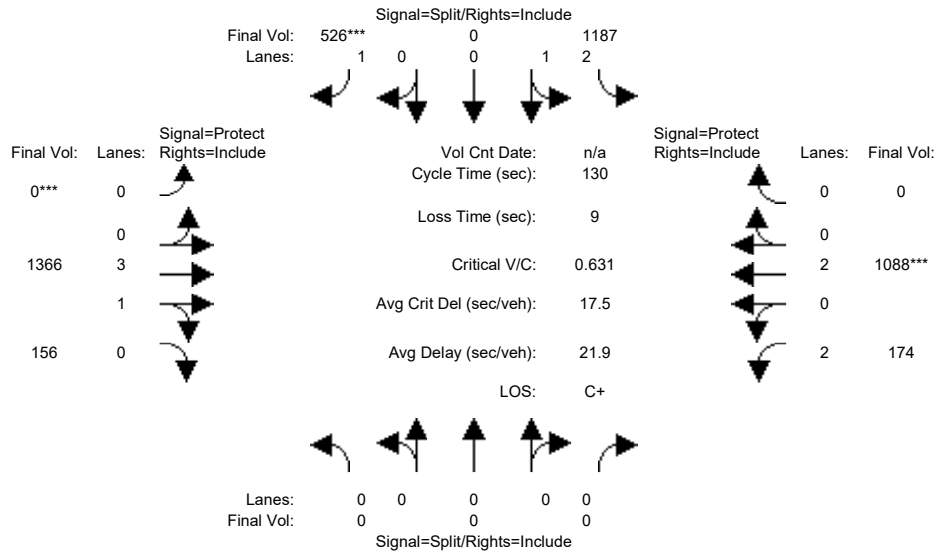 Signal=Split/Rights=Include
Final Vol: 526*** 0 1187
Lanes: 1 0 0 1 2
Signal=Protect
Final Vol: Lanes: Rights=Include
Vol Cnt Date: n/a
Signal=Protect
Rights=Include Lanes: Final Vol:
Cycle Time (sec): 130
0*** 0
0 0
Loss Time (sec): 9
0
0
1366 3
Critical V/C: 0.631
2 1088***
1
Avg Crit Del (sec/veh): 17.5
0
156 0
Avg Delay (sec/veh): 21.9
2 174
LOS: C+
Lanes: 0 0 0 0 0
Final Vol: 0 0 0
Signal=Split/Rights=Include